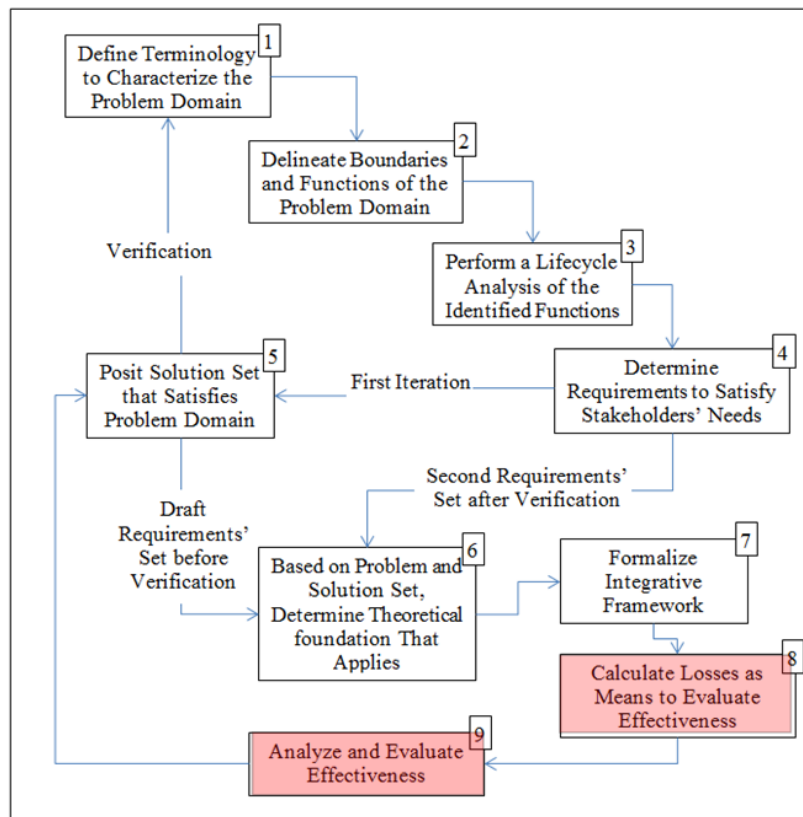 1
Define Terminology
to Characterize the
Problem Domain
2
Delineate Boundaries
and Functions of the
Problem Domain
3
Perform a Lifecycle
Analysis of the
Identified Functions
Verification
4
Determine
Requirements to Satisfy
Stakeholders' Needs
First Iteration
5
Posit Solution Set
that Satisfies
Problem Domain
Second Requirements'
Set after Verification
Draft
Requirements'
Set before
Verification
6
Based on Problem and
Solution Set,
Determine Theoretical
foundation That
Applies
7
Formalize
Integrative
Framework
8
Calculate Losses as
Means to Evaluate
Effectiveness
9
Analyze and Evaluate
Effectiveness